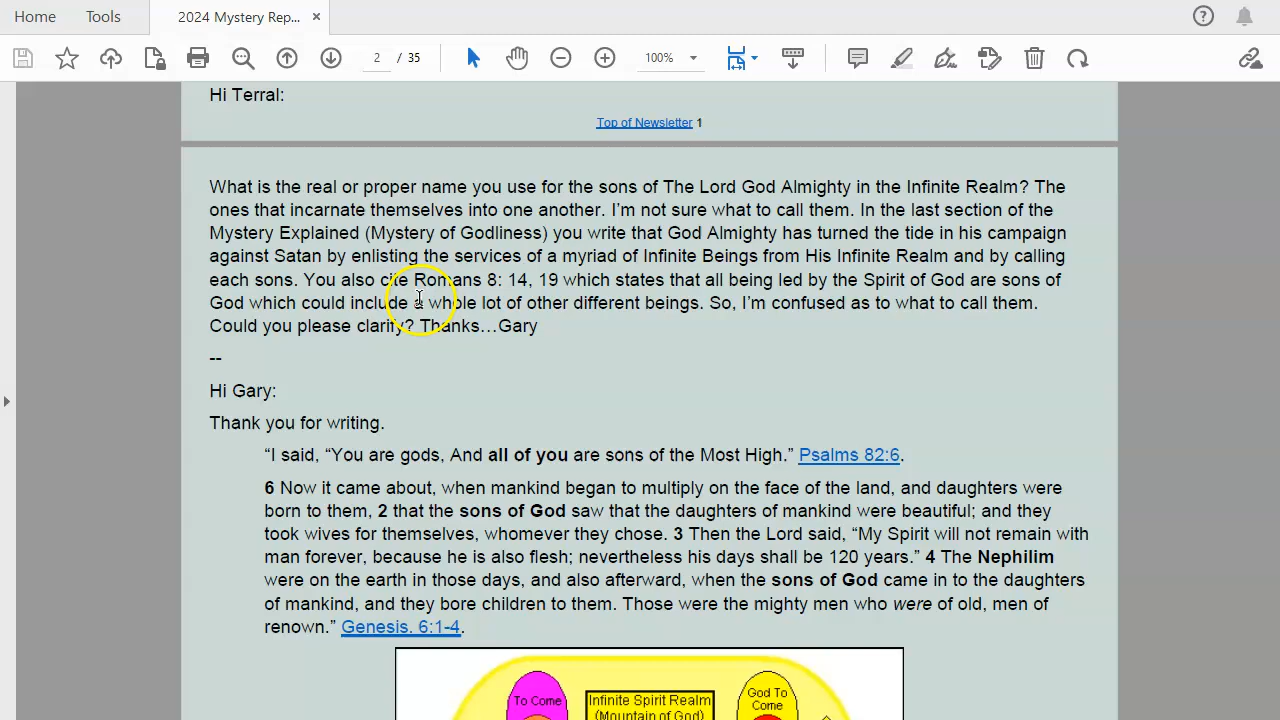 Home Tools 2024 Mystery Rep... ×
2 / 35 100%
Hi Terral:
Top of Newsletter 1
What is the real or proper name you use for the sons of The Lord God Almighty in the Infinite Realm? The
ones that incarnate themselves into one another. I’m not sure what to call them. In the last section of the
Mystery Explained (Mystery of Godliness) you write that God Almighty has turned the tide in his campaign
against Satan by enlisting the services of a myriad of Infinite Beings from His Infinite Realm and by calling
each sons. You also cite Romans 8: 14, 19 which states that all being led by the Spirit of God are sons of
God which could include a whole lot of other different beings. So, I’m confused as to what to call them.
Could you please clarify? Thanks…Gary
--
Hi Gary:
Thank you for writing.
“I said, “You are gods, And all of you are sons of the Most High.” Psalms 82:6.
6 Now it came about, when mankind began to multiply on the face of the land, and daughters were
born to them, 2 that the sons of God saw that the daughters of mankind were beautiful; and they
took wives for themselves, whomever they chose. 3 Then the Lord said, “My Spirit will not remain with
man forever, because he is also flesh; nevertheless his days shall be 120 years.” 4 The Nephilim
were on the earth in those days, and also afterward, when the sons of God came in to the daughters
of mankind, and they bore children to them. Those were the mighty men who were of old, men of
renown.” Genesis. 6:1-4.
To Come
Infinite Spirit Realm
(Mountain of God)
God To
Come